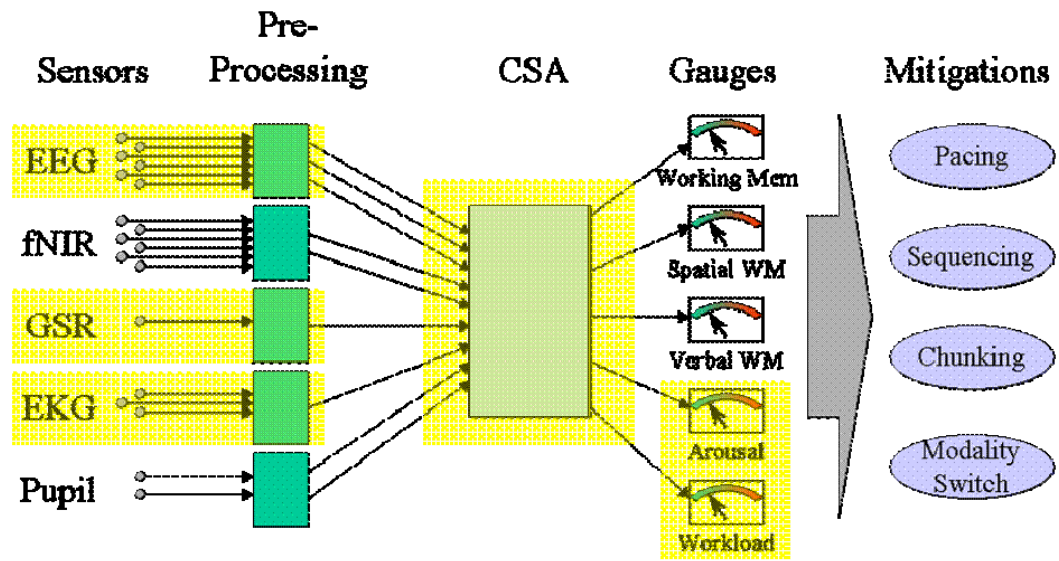 Sensors
Pre-
Processing
CSA
Gauges
Mitigations
EEG
fNIR
GSR
EKG
Pupil
Working Mem
Spatial WM
Verbal WM
Arousal
Workload
Pacing
Sequencing
Chunking
Modality
Switch